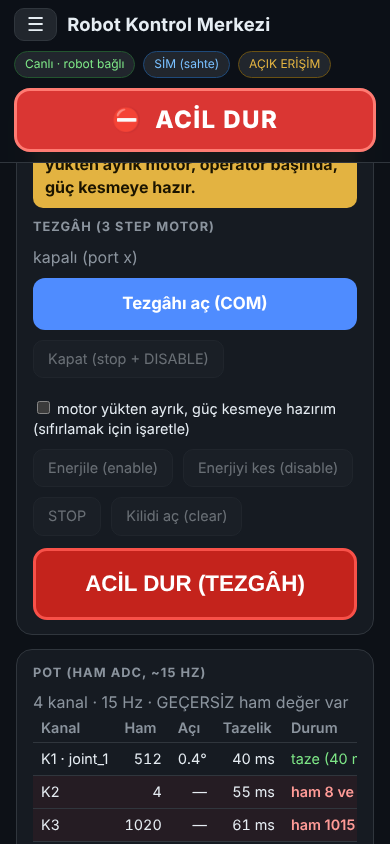 ☰ Robot Kontrol Merkezi
Canlı · robot bağlı SİM (sahte) AÇIK ERİŞİM
⛔ ACİL DUR
yükten ayrık motor, operatör başında,
güç kesmeye hazır.
TEZGÂH (3 STEP MOTOR)
kapalı (port x)
Tezgâhı aç (COM)
Kapat (stop + DISABLE)
motor yükten ayrık, güç kesmeye hazırım
(sıfırlamak için işaretle)
Enerjile (enable) Enerjiyi kes (disable)
STOP Kilidi aç (clear)
ACİL DUR (TEZGÂH)
POT (HAM ADC, ~15 HZ)
4 kanal · 15 Hz · GEÇERSİZ ham değer var
Kanal Ham Açı Tazelik Durum
K1 · joint_1 512 0.4° 40 ms taze (40
K2 4 — 55 ms ham 8 ve
K3 1020 — 61 ms ham 1015